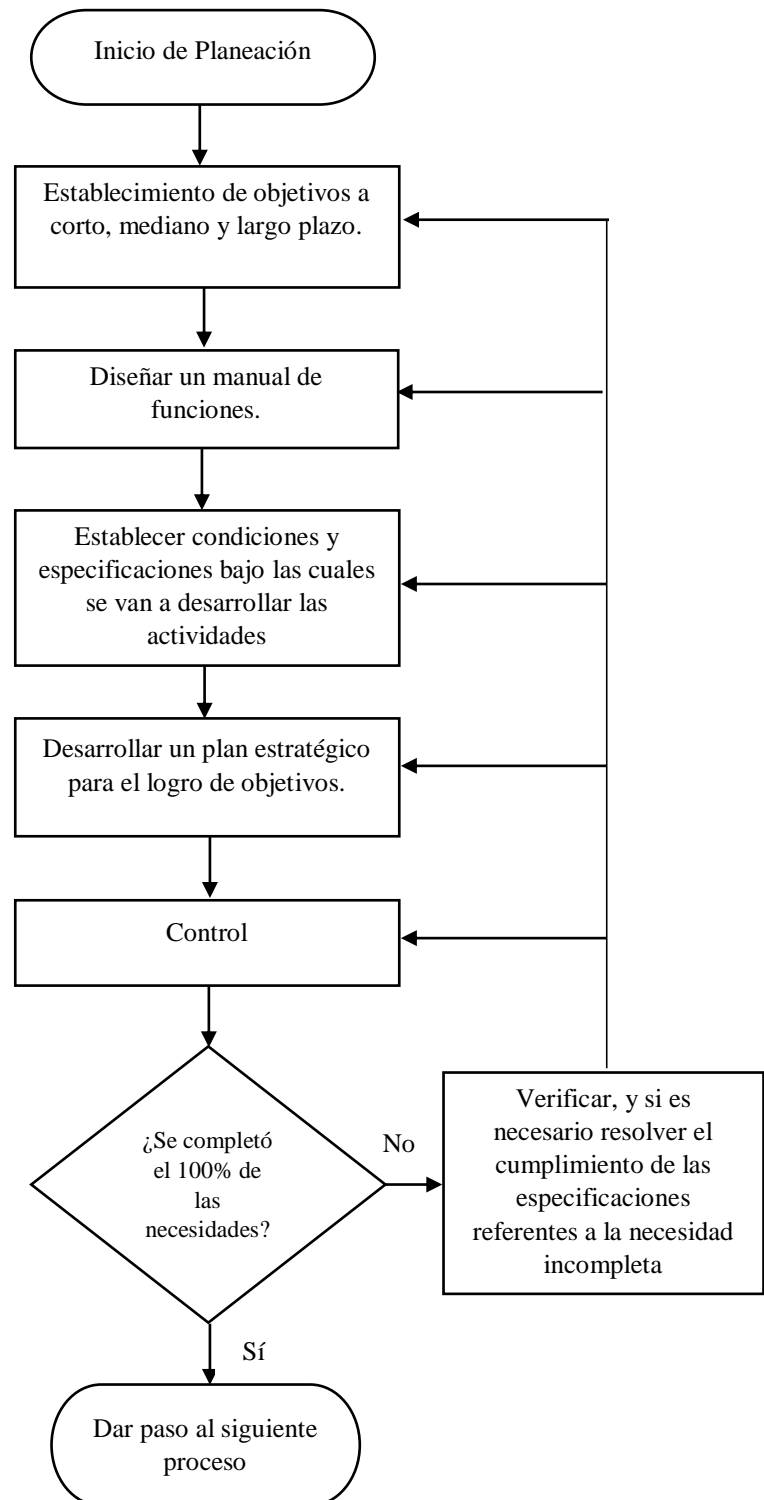 Inicio de Planeación
Establecimiento de objetivos a
corto, mediano y largo plazo.
Diseñar un manual de
funciones.
Establecer condiciones y
especificaciones bajo las cuales
se van a desarrollar las
actividades
Desarrollar un plan estratégico
para el logro de objetivos.
Control
¿Se completó
el 100% de
las
necesidades?
No
Verificar, y si es
necesario resolver el
cumplimiento de las
especificaciones
referentes a la necesidad
incompleta
Sí
Dar paso al siguiente
proceso